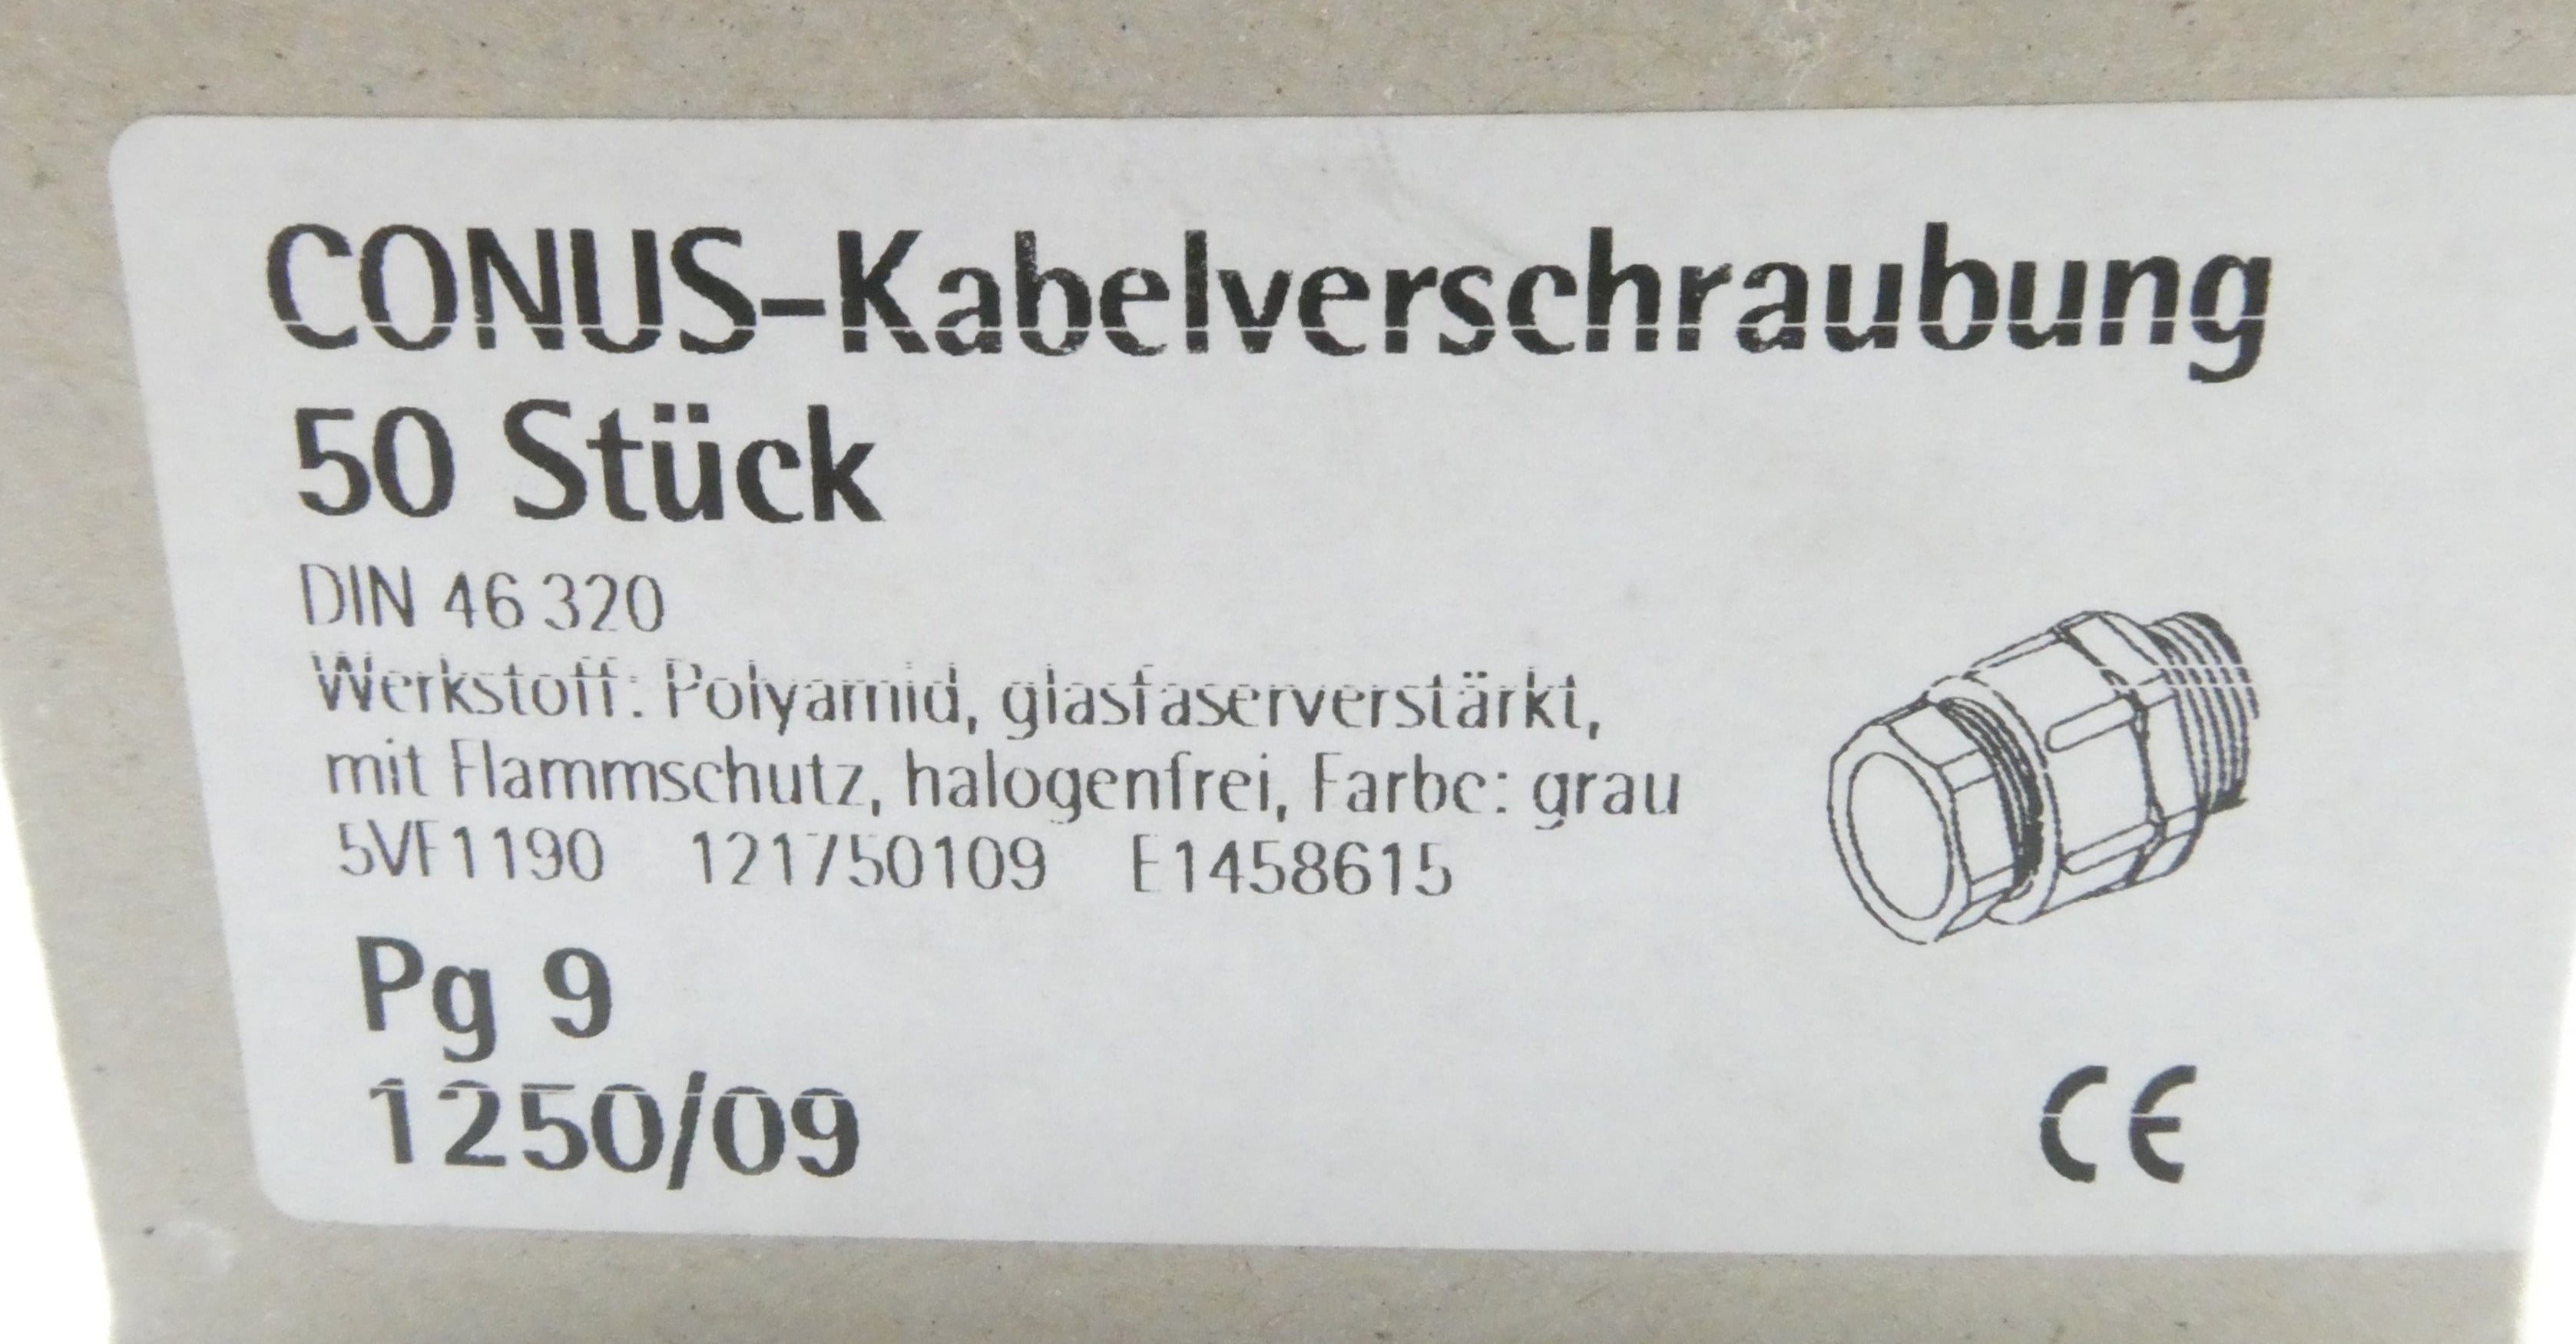 CONUS-Kabelverschraubung
50 Stück
DIN 46 320
Werkstoff: Polyamid, glasfaserverstärkt,
mit Flammschutz, halogenfrei, Farbe: grau
5VF1190 121750109 E1458615
Pg 9
1250/09
CE